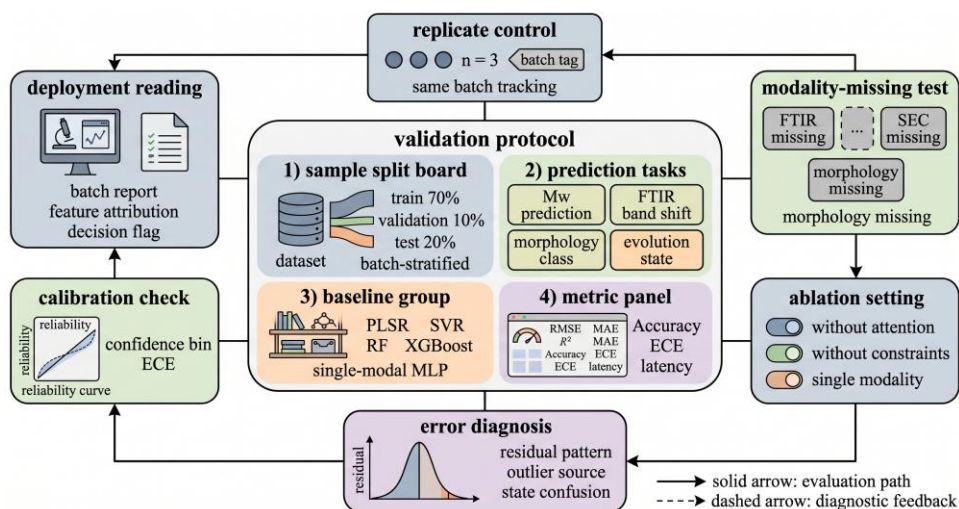 replicate control
n = 3
batch tag
same batch tracking
deployment reading
batch report
feature attribution
decision flag
modality-missing test
FTIR missing
...
SEC missing
morphology missing
morphology missing
validation protocol
1) sample split board
train 70%
validation 10%
test 20%
dataset
batch-stratified
2) prediction tasks
Mw prediction
FTIR band shift
morphology class
evolution state
3) baseline group
PLSR SVR
RF XGBoost
single-modal MLP
4) metric panel
RMSE MAE
R² MAE
Accuracy ECE
ECE latency
Accuracy
ECE
latency
calibration check
reliability
reliability
reliability curve
confidence bin
ECE
ablation setting
without attention
without constraints
single modality
error diagnosis
residual
residual pattern
outlier source
state confusion
solid arrow: evaluation path
dashed arrow: diagnostic feedback